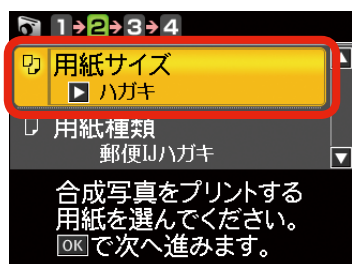 1→2→3→4
用紙サイズ
▶ ハガキ
用紙種類
郵便IJハガキ
合成写真をプリントする
用紙を選んでください。
OKで次へ進みます。